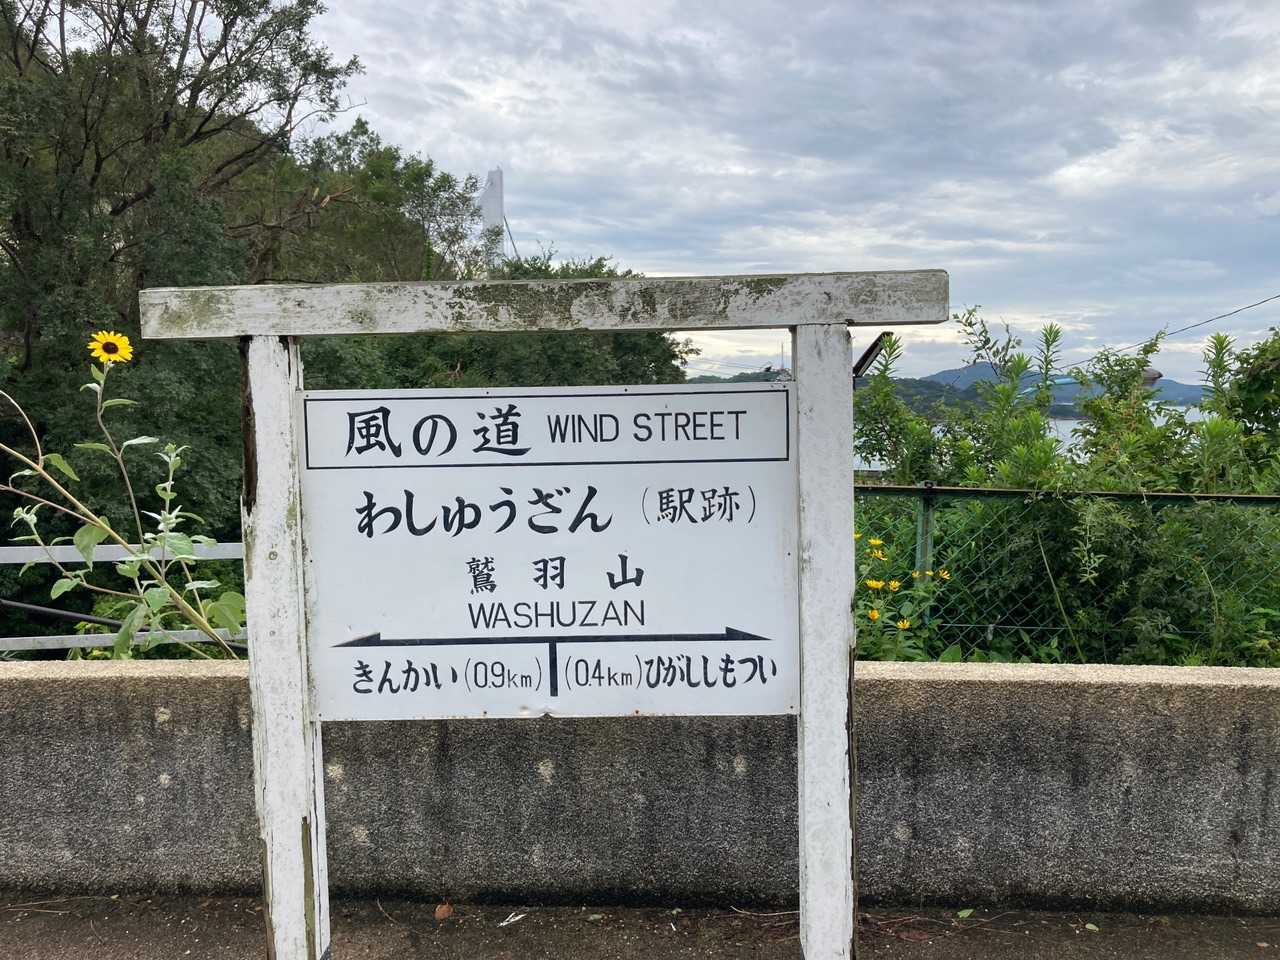 風の道 WIND STREET
わしゅうざん (駅跡)
鷲羽山
WASHUZAN
きんかい(0.9km) (0.4km)ひがししもつい